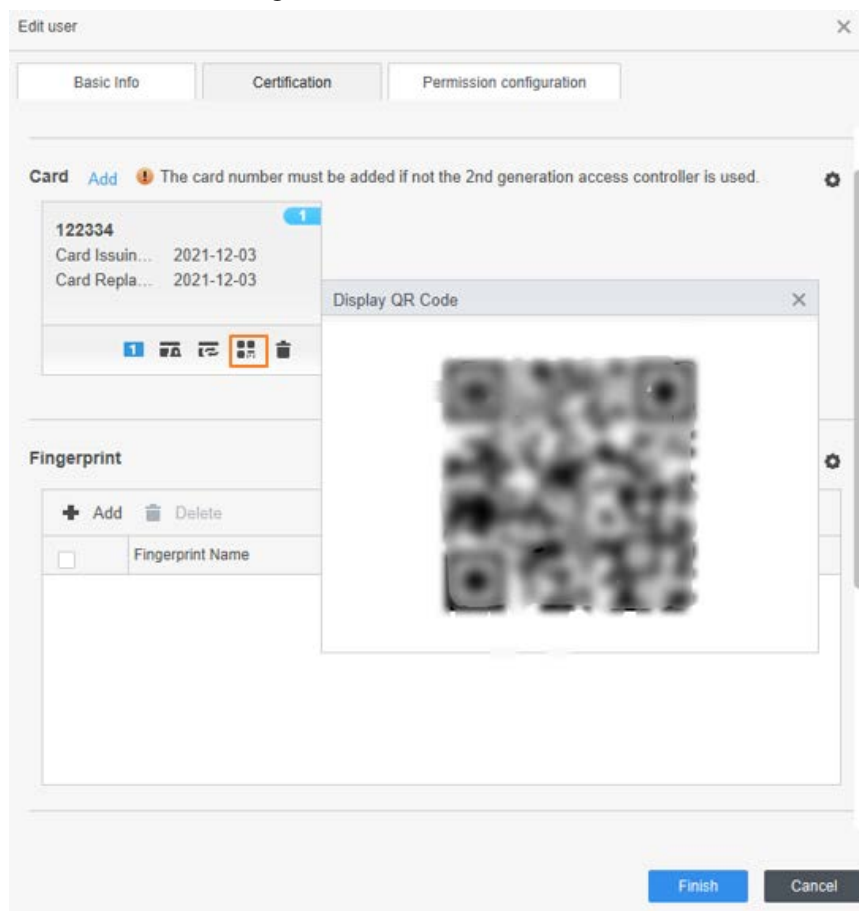 Edit user
Basic Info Certification Permission configuration
Card Add The card number must be added if not the 2nd generation access controller is used.
1
122334
Card Issuin... 2021-12-03
Card Repla... 2021-12-03
1
Display QR Code
Fingerprint
Add Delete
Fingerprint Name
Finish Cancel